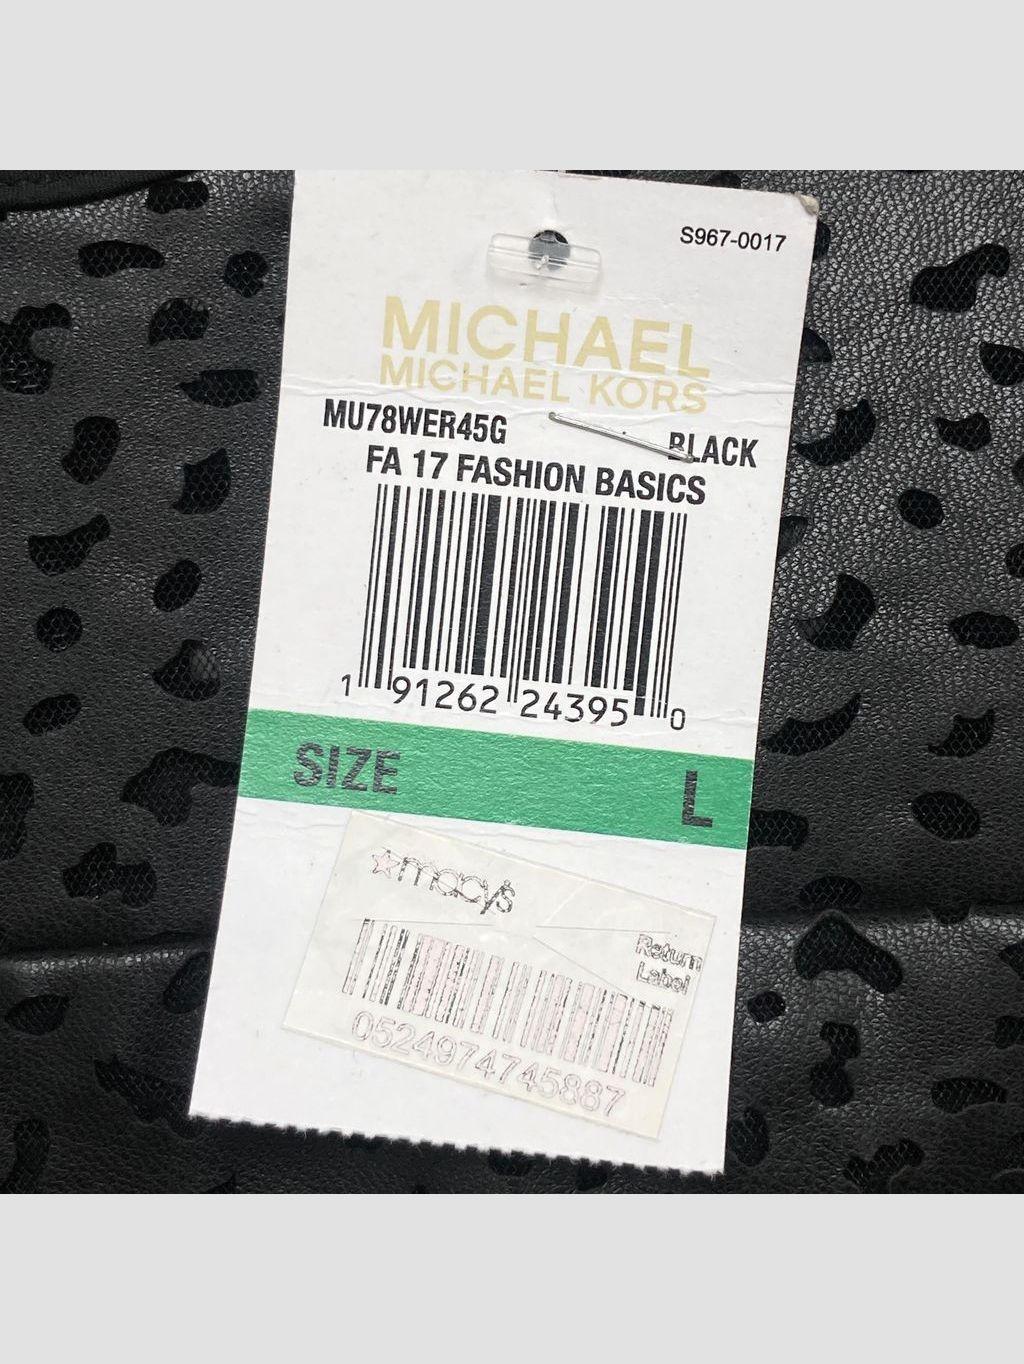 S967-0017
MICHAEL
MICHAEL KORS
MU78WER45G BLACK
FA 17 FASHION BASICS
1 91262 24395 0
SIZE L
macy's
Return
Label
0524974745887